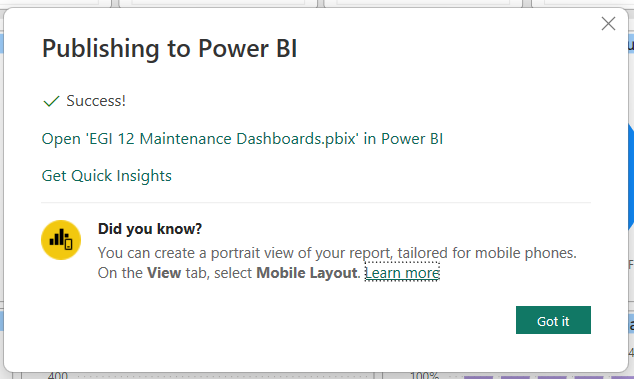 Publishing to Power BI
Success!
Open 'EGI 12 Maintenance Dashboards.pbix' in Power BI
Get Quick Insights
Did you know?
You can create a portrait view of your report, tailored for mobile phones.
On the View tab, select Mobile Layout. Learn more
Got it
400
100%